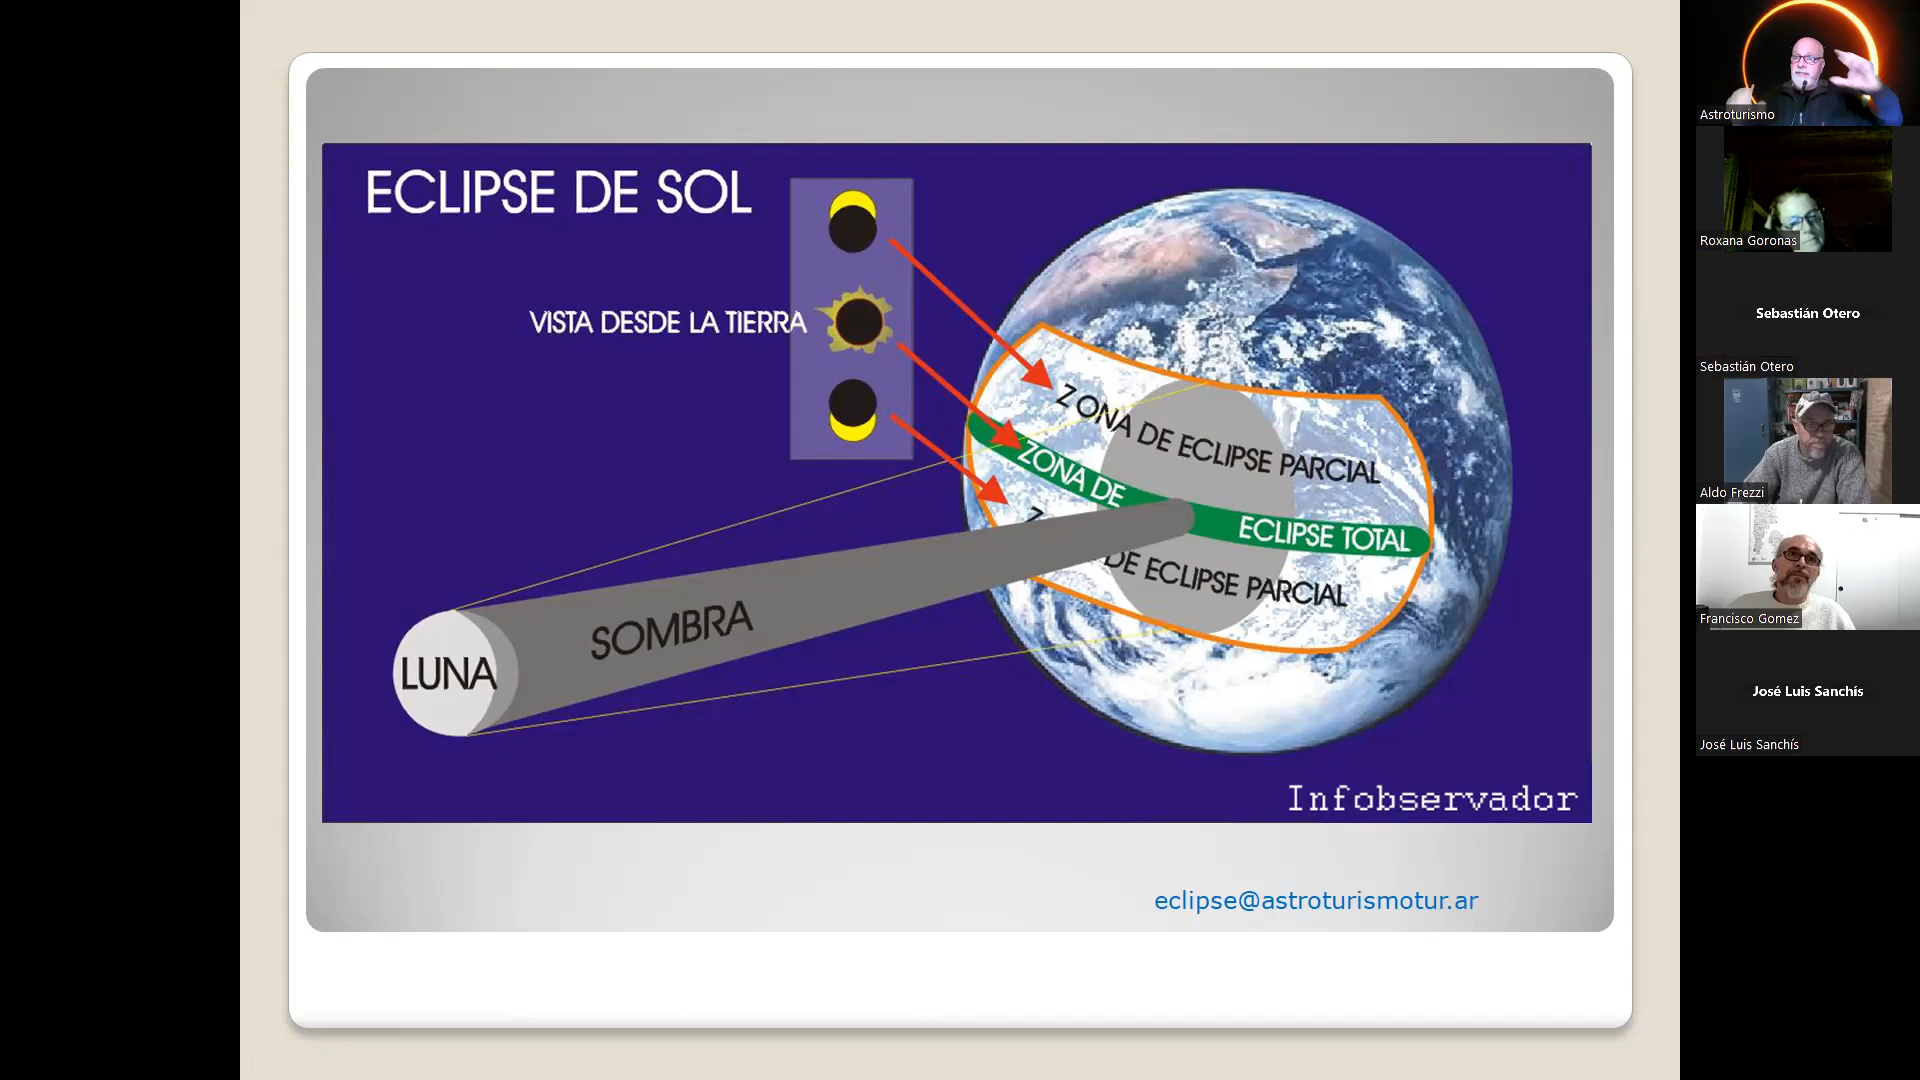 ECLIPSE DE SOL
VISTA DESDE LA TIERRA
ZONA DE ECLIPSE PARCIAL
ZONA DE
ECLIPSE TOTAL
Z
DE ECLIPSE PARCIAL
SOMBRA
LUNA
Infobservador
eclipse@astroturismotur.ar
Astroturismo
Roxana Goronas
Sebastián Otero
Sebastián Otero
Aldo Frezzi
Francisco Gomez
José Luis Sanchís
José Luis Sanchís